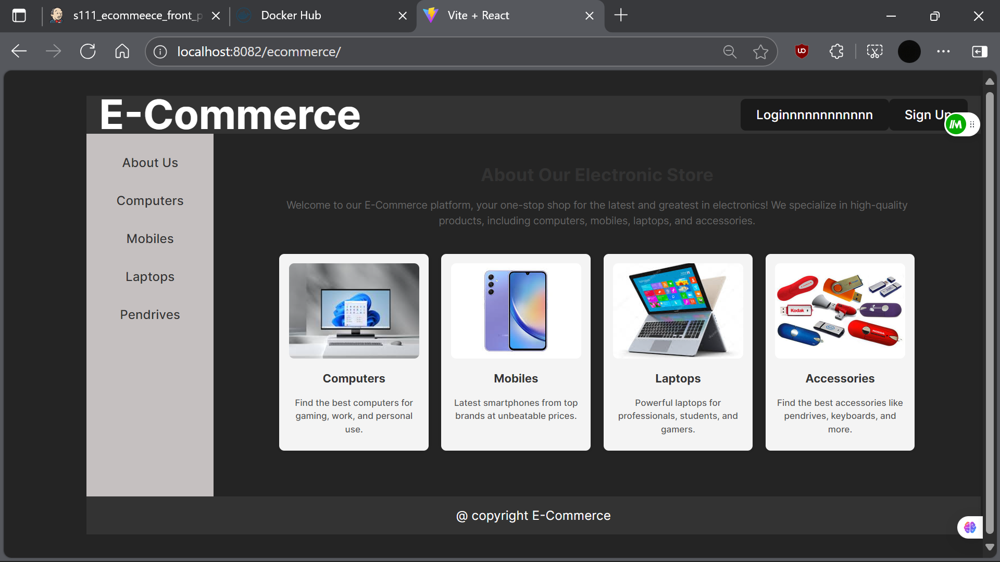 s111_ecommeece_front_p
Docker Hub
Vite + React
localhost:8082/ecommerce/
E-Commerce
Loginnnnnnnnnnnn
Sign Up
About Us
Computers
Mobiles
Laptops
Pendrives
About Our Electronic Store
Welcome to our E-Commerce platform, your one-stop shop for the latest and greatest in electronics! We specialize in high-quality
products, including computers, mobiles, laptops, and accessories.
Kodak
HONDA
Computers
Find the best computers for
gaming, work, and personal
use.
Mobiles
Latest smartphones from top
brands at unbeatable prices.
Laptops
Powerful laptops for
professionals, students, and
gamers.
Accessories
Find the best accessories like
pendrives, keyboards, and
more.
@ copyright E-Commerce